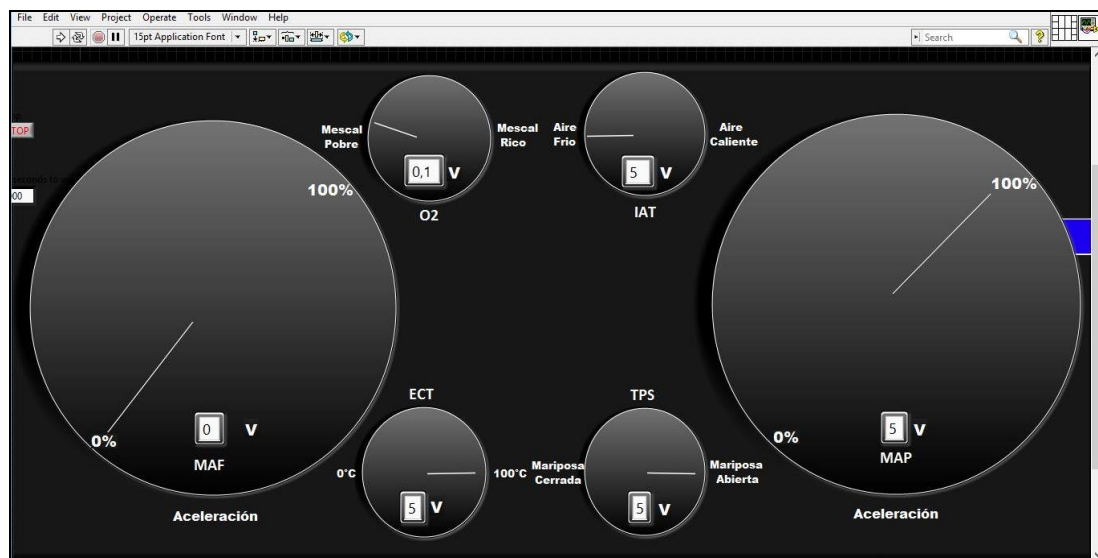 File Edit View Project Operate Tools Window Help
15pt Application Font
Search
TOP
Mescal
Pobre
Mescal
Rico
0,1 V
O2
Aire
Frio
Aire
Caliente
5 V
IAT
100%
0%
0 V
MAF
Aceleración
100%
0%
5 V
MAP
Aceleración
ECT
0°C
100°C
5 V
TPS
Mariposa
Cerrada
Mariposa
Abierta
5 V